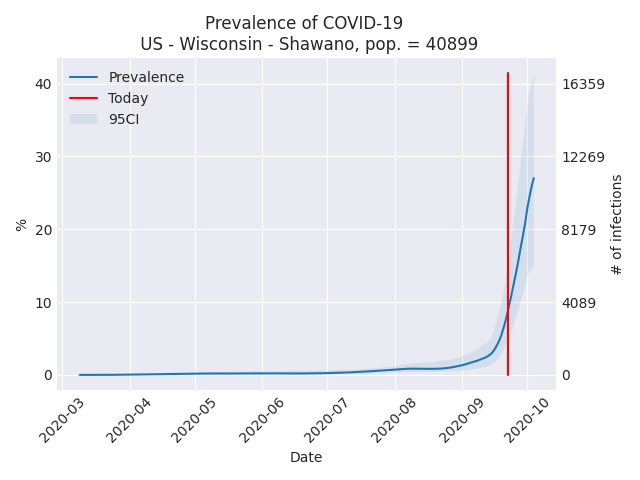 Prevalence of COVID-19
US - Wisconsin - Shawano, pop. = 40899
Prevalence
Today
95CI
40
30
20
10
0
%
16359
12269
8179
4089
0
# of infections
2020-03
2020-04
2020-05
2020-06
2020-07
2020-08
2020-09
2020-10
Date